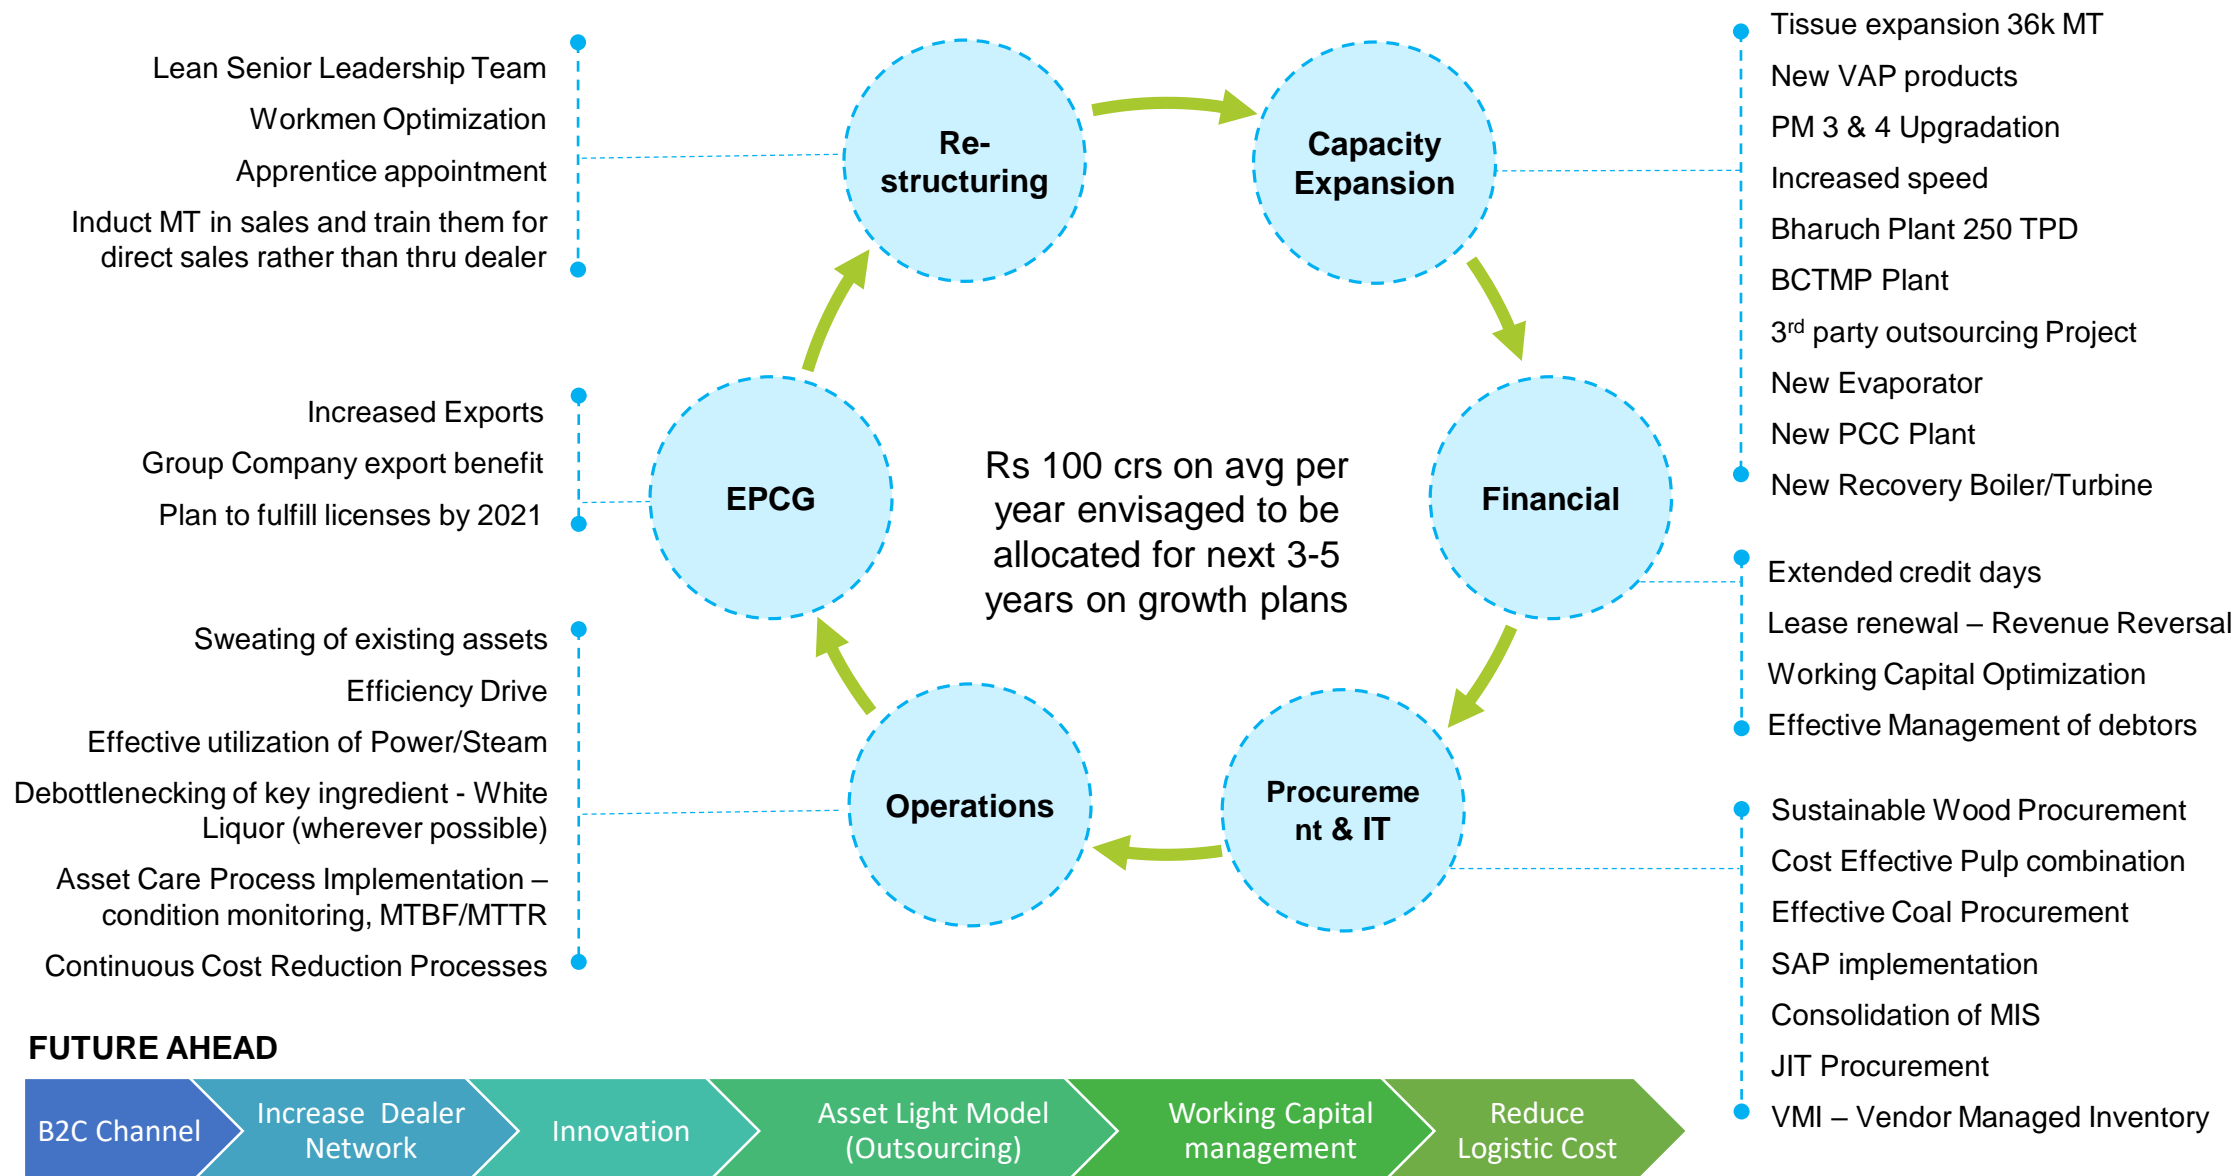 Lean Senior Leadership Team
Workmen Optimization
Apprentice appointment
Induct MT in sales and train them for
direct sales rather than thru dealer
Re-
structuring
Capacity
Expansion
Tissue expansion 36k MT
New VAP products
PM 3 & 4 Upgradation
Increased speed
Bharuch Plant 250 TPD
BCTMP Plant
3rd party outsourcing Project
New Evaporator
New PCC Plant
New Recovery Boiler/Turbine
Increased Exports
Group Company export benefit
Plan to fulfill licenses by 2021
EPCG
Rs 100 crs on avg per
year envisaged to be
allocated for next 3-5
years on growth plans
Financial
Extended credit days
Lease renewal – Revenue Reversal
Working Capital Optimization
Effective Management of debtors
Sweating of existing assets
Efficiency Drive
Effective utilization of Power/Steam
Debottlenecking of key ingredient - White
Liquor (wherever possible)
Asset Care Process Implementation –
condition monitoring, MTBF/MTTR
Continuous Cost Reduction Processes
Operations
Procureme
nt & IT
Sustainable Wood Procurement
Cost Effective Pulp combination
Effective Coal Procurement
SAP implementation
Consolidation of MIS
JIT Procurement
VMI – Vendor Managed Inventory
FUTURE AHEAD
B2C Channel
Increase Dealer
Network
Innovation
Asset Light Model
(Outsourcing)
Working Capital
management
Reduce
Logistic Cost